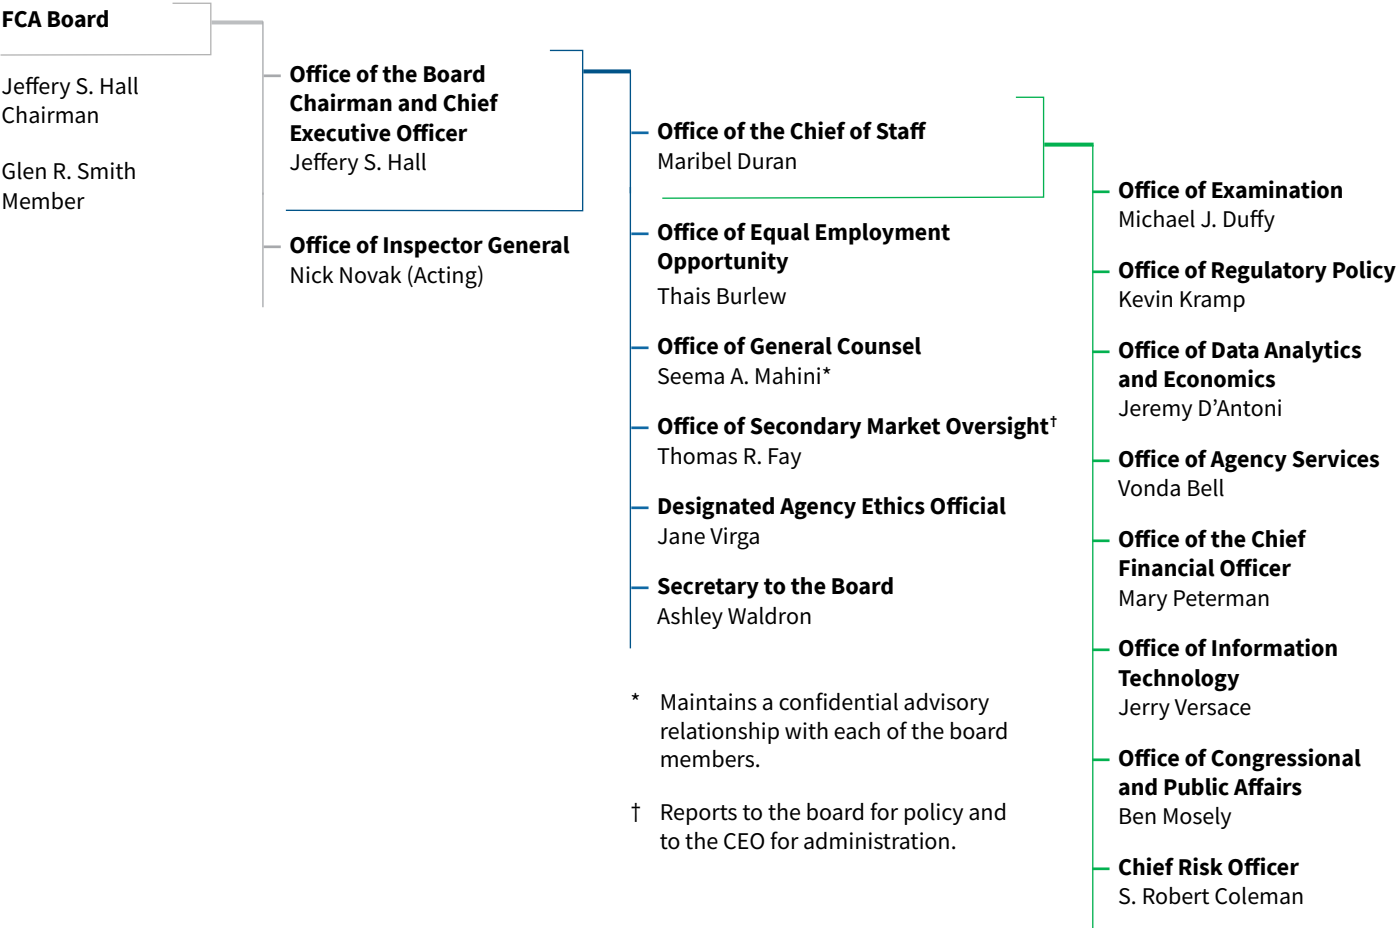 FCA Board
Jeffery S. Hall
Chairman
Glen R. Smith
Member
Office of the Board
Chairman and Chief
Executive Officer
Jeffery S. Hall
Office of Inspector General
Nick Novak (Acting)
Office of the Chief of Staff
Maribel Duran
Office of Equal Employment
Opportunity
Thais Burlew
Office of General Counsel
Seema A. Mahini*
Office of Secondary Market Oversight†
Thomas R. Fay
Designated Agency Ethics Official
Jane Virga
Secretary to the Board
Ashley Waldron
* Maintains a confidential advisory
relationship with each of the board
members.
† Reports to the board for policy and
to the CEO for administration.
Office of Examination
Michael J. Duffy
Office of Regulatory Policy
Kevin Kramp
Office of Data Analytics
and Economics
Jeremy D’Antoni
Office of Agency Services
Vonda Bell
Office of the Chief
Financial Officer
Mary Peterman
Office of Information
Technology
Jerry Versace
Office of Congressional
and Public Affairs
Ben Mosely
Chief Risk Officer
S. Robert Coleman